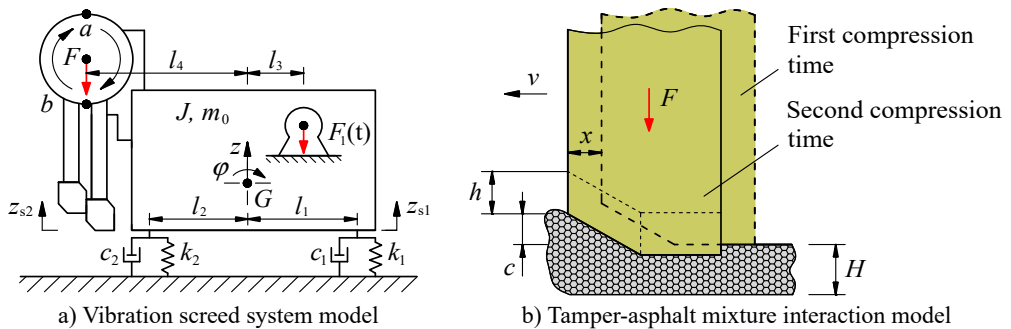 a
F
b
l4
l3
J, m0
F1(t)
z
φ
G
zs2
l2
l1
zs1
c2
k2
c1
k1
a) Vibration screed system model
First compression
time
Second compression
time
v
F
x
h
c
H
b) Tamper-asphalt mixture interaction model